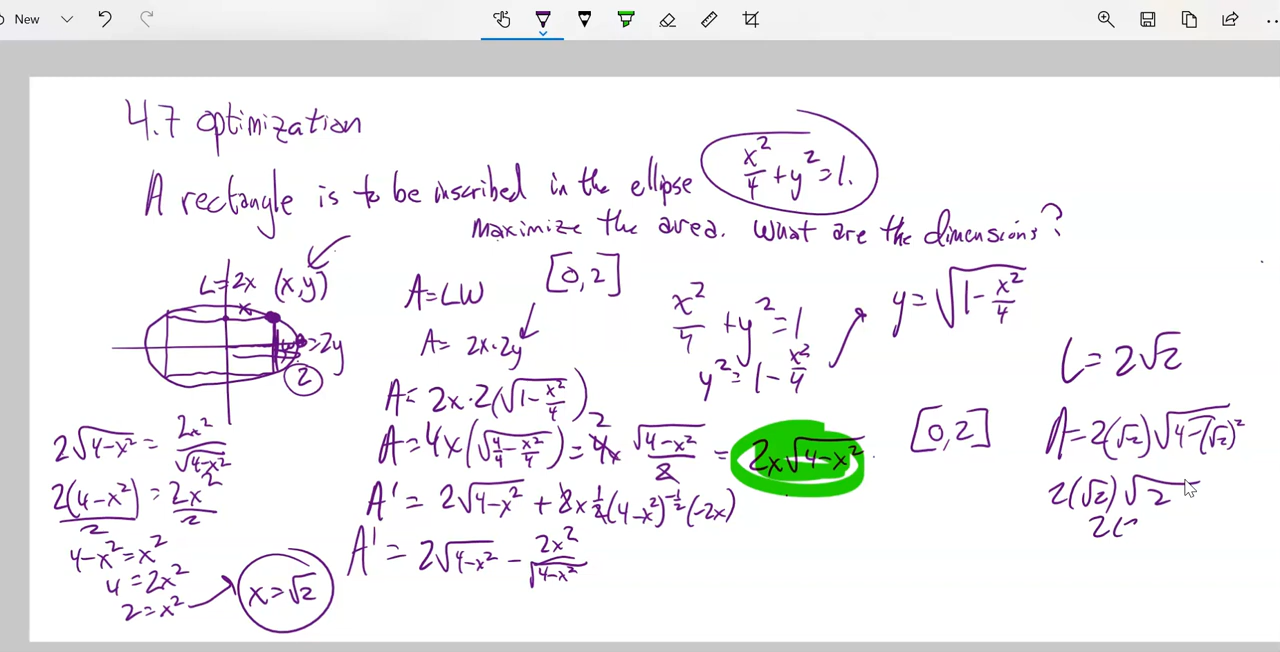 New
4.7 optimization
A rectangle is to be inscribed in the ellipse x²/4 + y² = 1.
Maximize the area. What are the dimensions?
L=2x (x,y)
x
=2y
2
A=LW [0,2]
A= 2x·2y
A= 2x·2(√(1-x²/4))
A=4x(√(4/4-x²/4)) = 4x 2 √(4-x²)/2 = 2x√(4-x²)
A' = 2√(4-x²) + 2x ½(4-x²)^(-½)(-2x)
A' = 2√(4-x²) - 2x²/√(4-x²)
x²/4 + y² = 1
y² = 1 - x²/4
y = √(1-x²/4)
2√(4-x²) = 2x²/√(4-x²)
2(4-x²)/2 = 2x²/2
4-x² = x²
4 = 2x²
2 = x²
x=√2
[0,2]
L = 2√2
A=2(√2)√(4-(√2)²)
2(√2)√2
2(